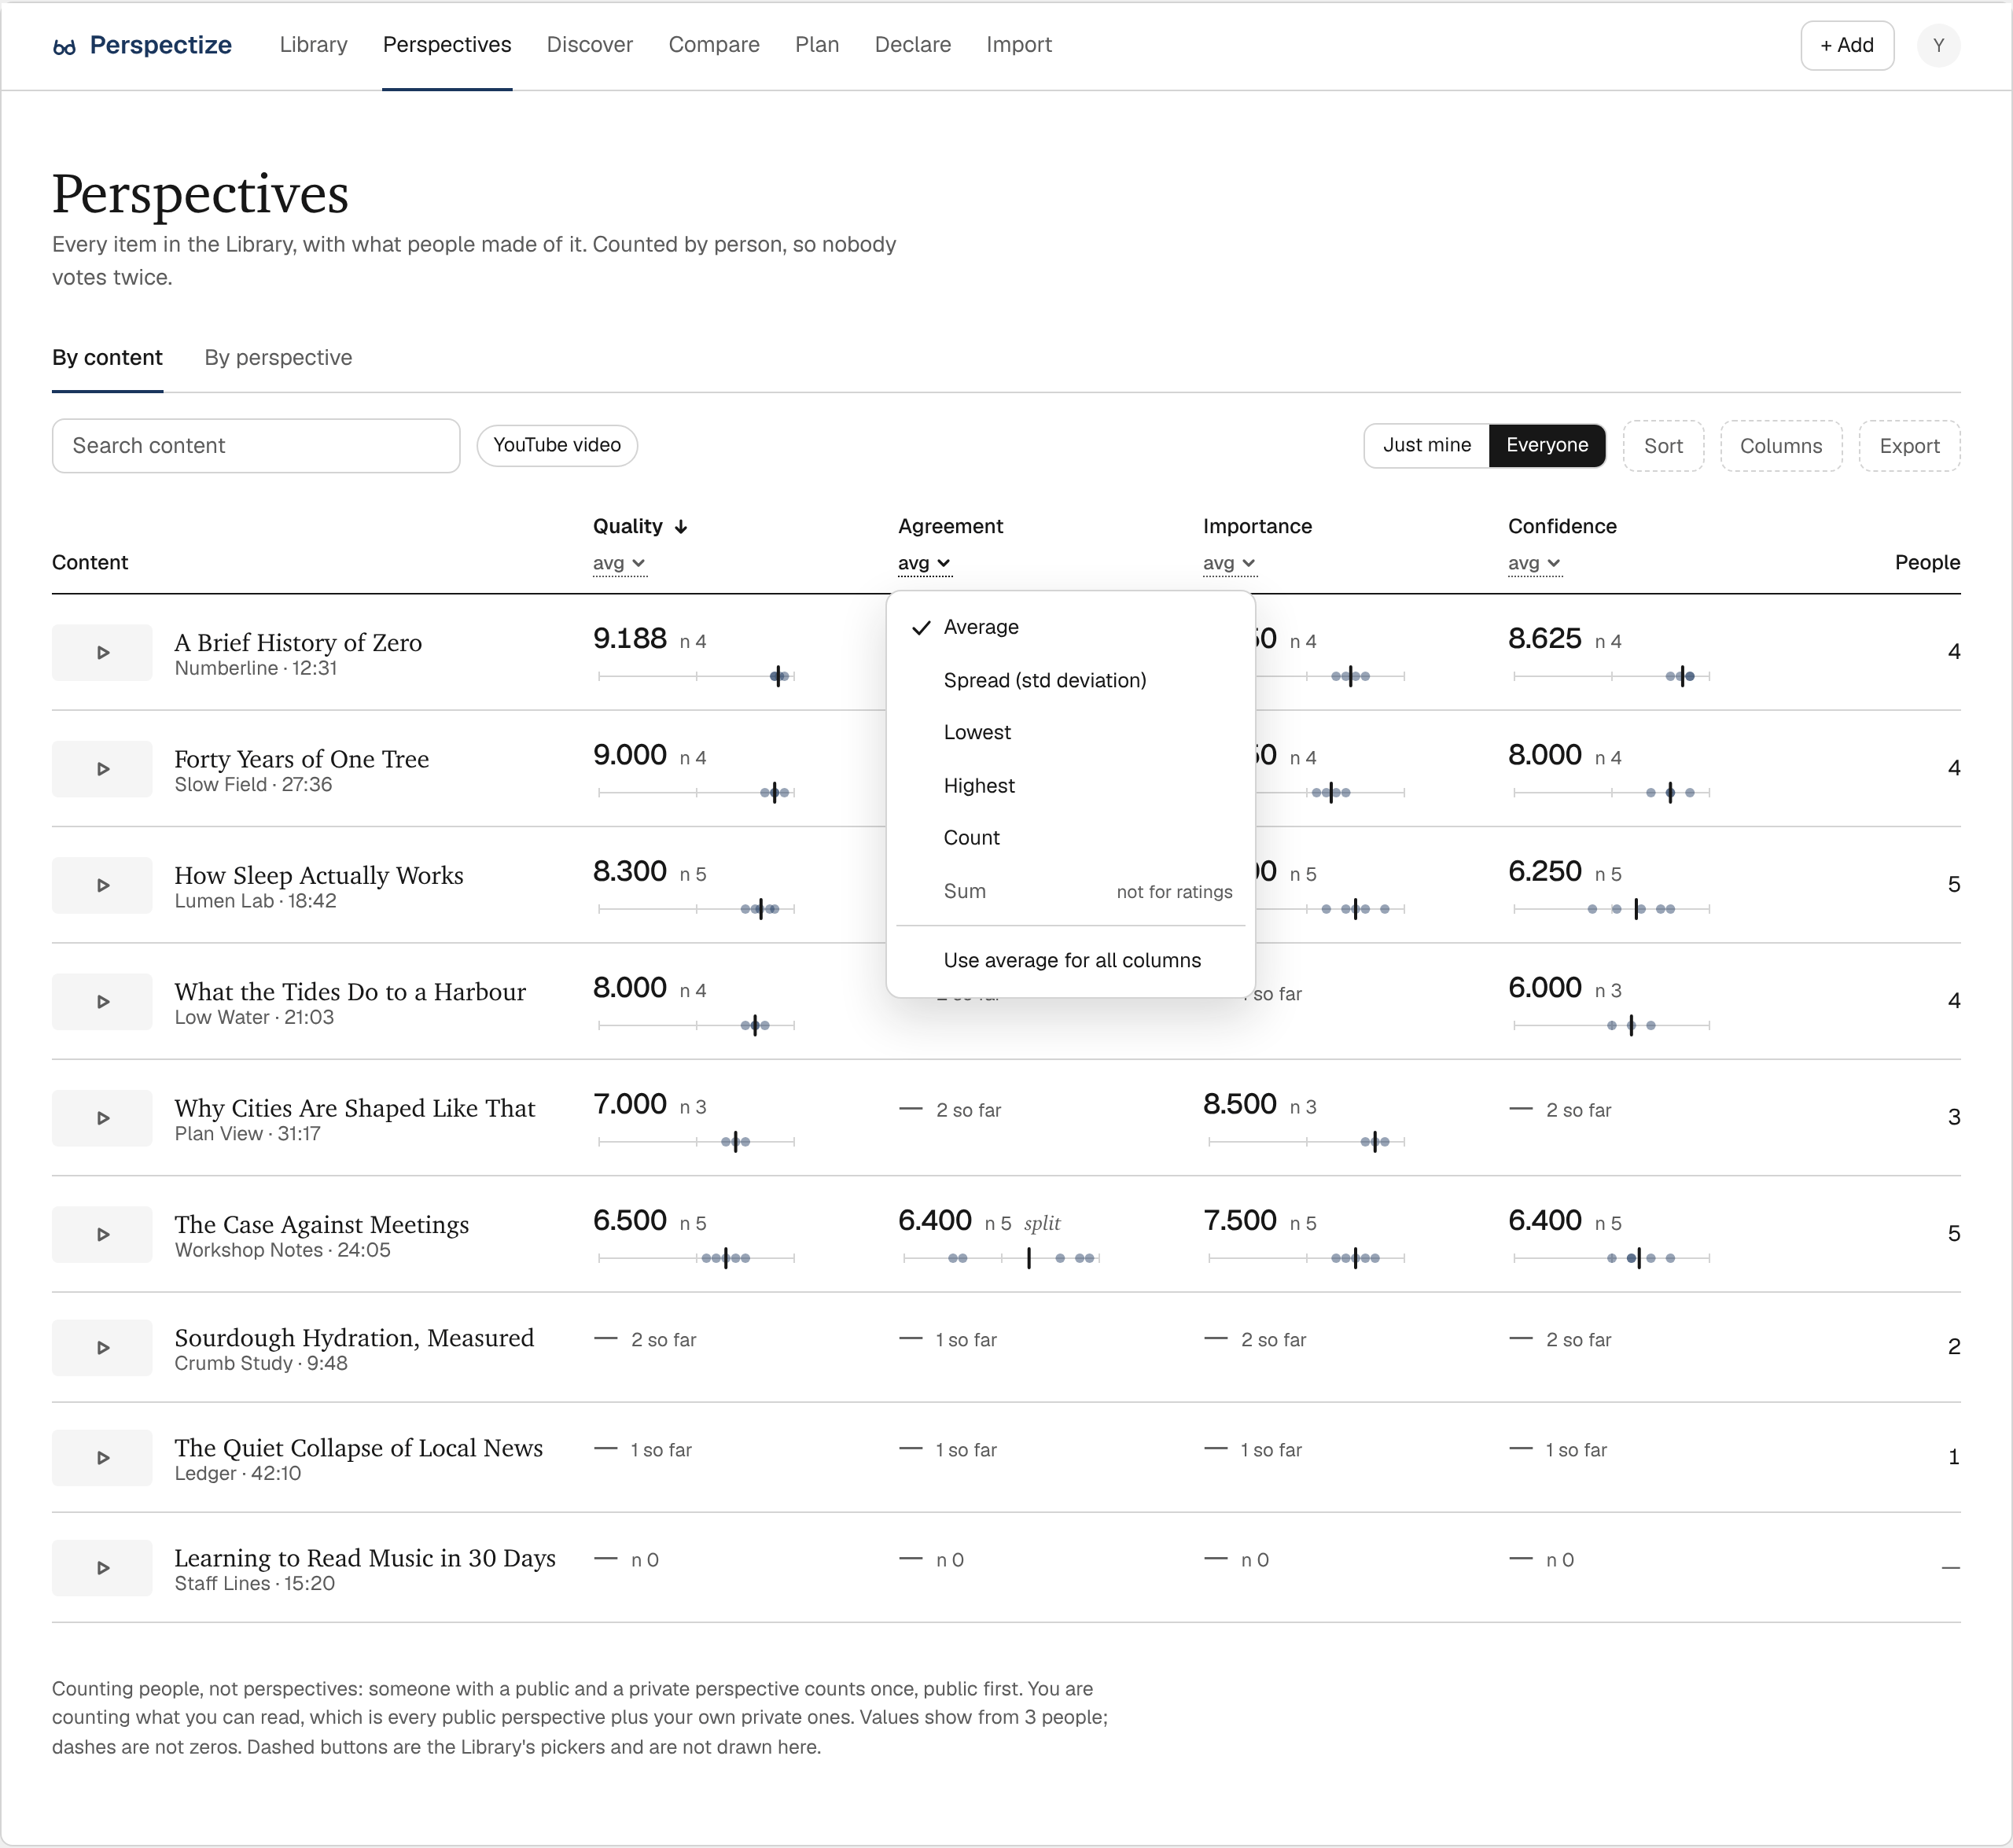 Perspectize Library Perspectives Discover Compare Plan Declare Import + Add Y
Perspectives
Every item in the Library, with what people made of it. Counted by person, so nobody
votes twice.
By content By perspective
Search content YouTube video Just mine Everyone Sort Columns Export
Quality ↓ Agreement Importance Confidence
Content avg avg avg avg People
Average
Spread (std deviation)
Lowest
Highest
Count
Sum not for ratings
Use average for all columns
A Brief History of Zero 9.188 n 4 n 4 8.625 n 4 4
Numberline · 12:31
Forty Years of One Tree 9.000 n 4 n 4 8.000 n 4 4
Slow Field · 27:36
How Sleep Actually Works 8.300 n 5 n 5 6.250 n 5 5
Lumen Lab · 18:42
What the Tides Do to a Harbour 8.000 n 4 so far 6.000 n 3 4
Low Water · 21:03
Why Cities Are Shaped Like That 7.000 n 3 — 2 so far 8.500 n 3 — 2 so far 3
Plan View · 31:17
The Case Against Meetings 6.500 n 5 6.400 n 5 split 7.500 n 5 6.400 n 5 5
Workshop Notes · 24:05
Sourdough Hydration, Measured — 2 so far — 1 so far — 2 so far — 2 so far 2
Crumb Study · 9:48
The Quiet Collapse of Local News — 1 so far — 1 so far — 1 so far — 1 so far 1
Ledger · 42:10
Learning to Read Music in 30 Days — n 0 — n 0 — n 0 — n 0 —
Staff Lines · 15:20
Counting people, not perspectives: someone with a public and a private perspective counts once, public first. You are
counting what you can read, which is every public perspective plus your own private ones. Values show from 3 people;
dashes are not zeros. Dashed buttons are the Library's pickers and are not drawn here.